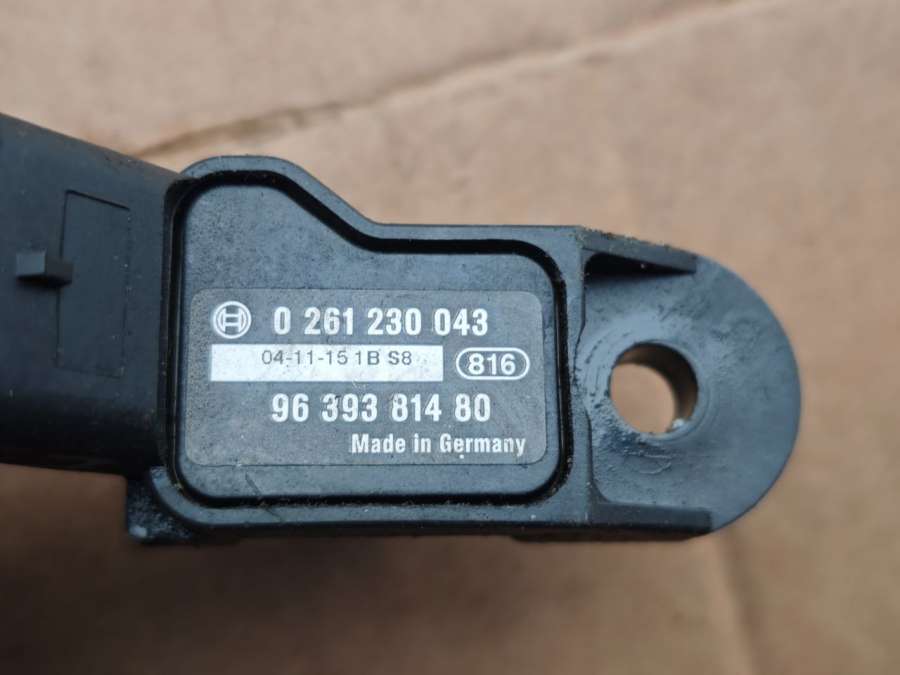 0 261 230 043
04-11-15 1B S8
816
96 393 814 80
Made in Germany